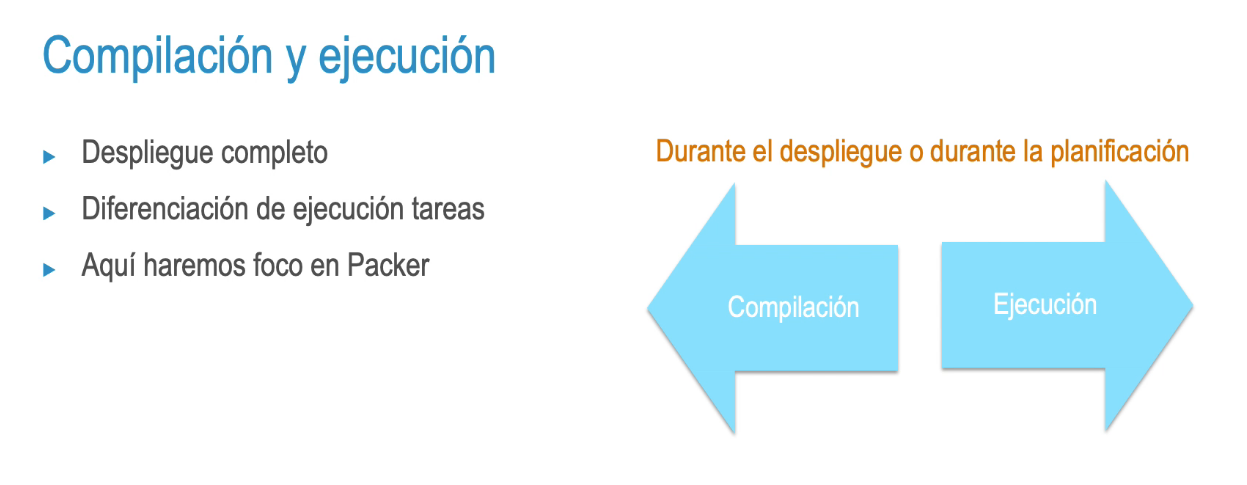 Compilación y ejecución
Despliegue completo
Diferenciación de ejecución tareas
Aquí haremos foco en Packer
Durante el despliegue o durante la planificación
Compilación
Ejecución